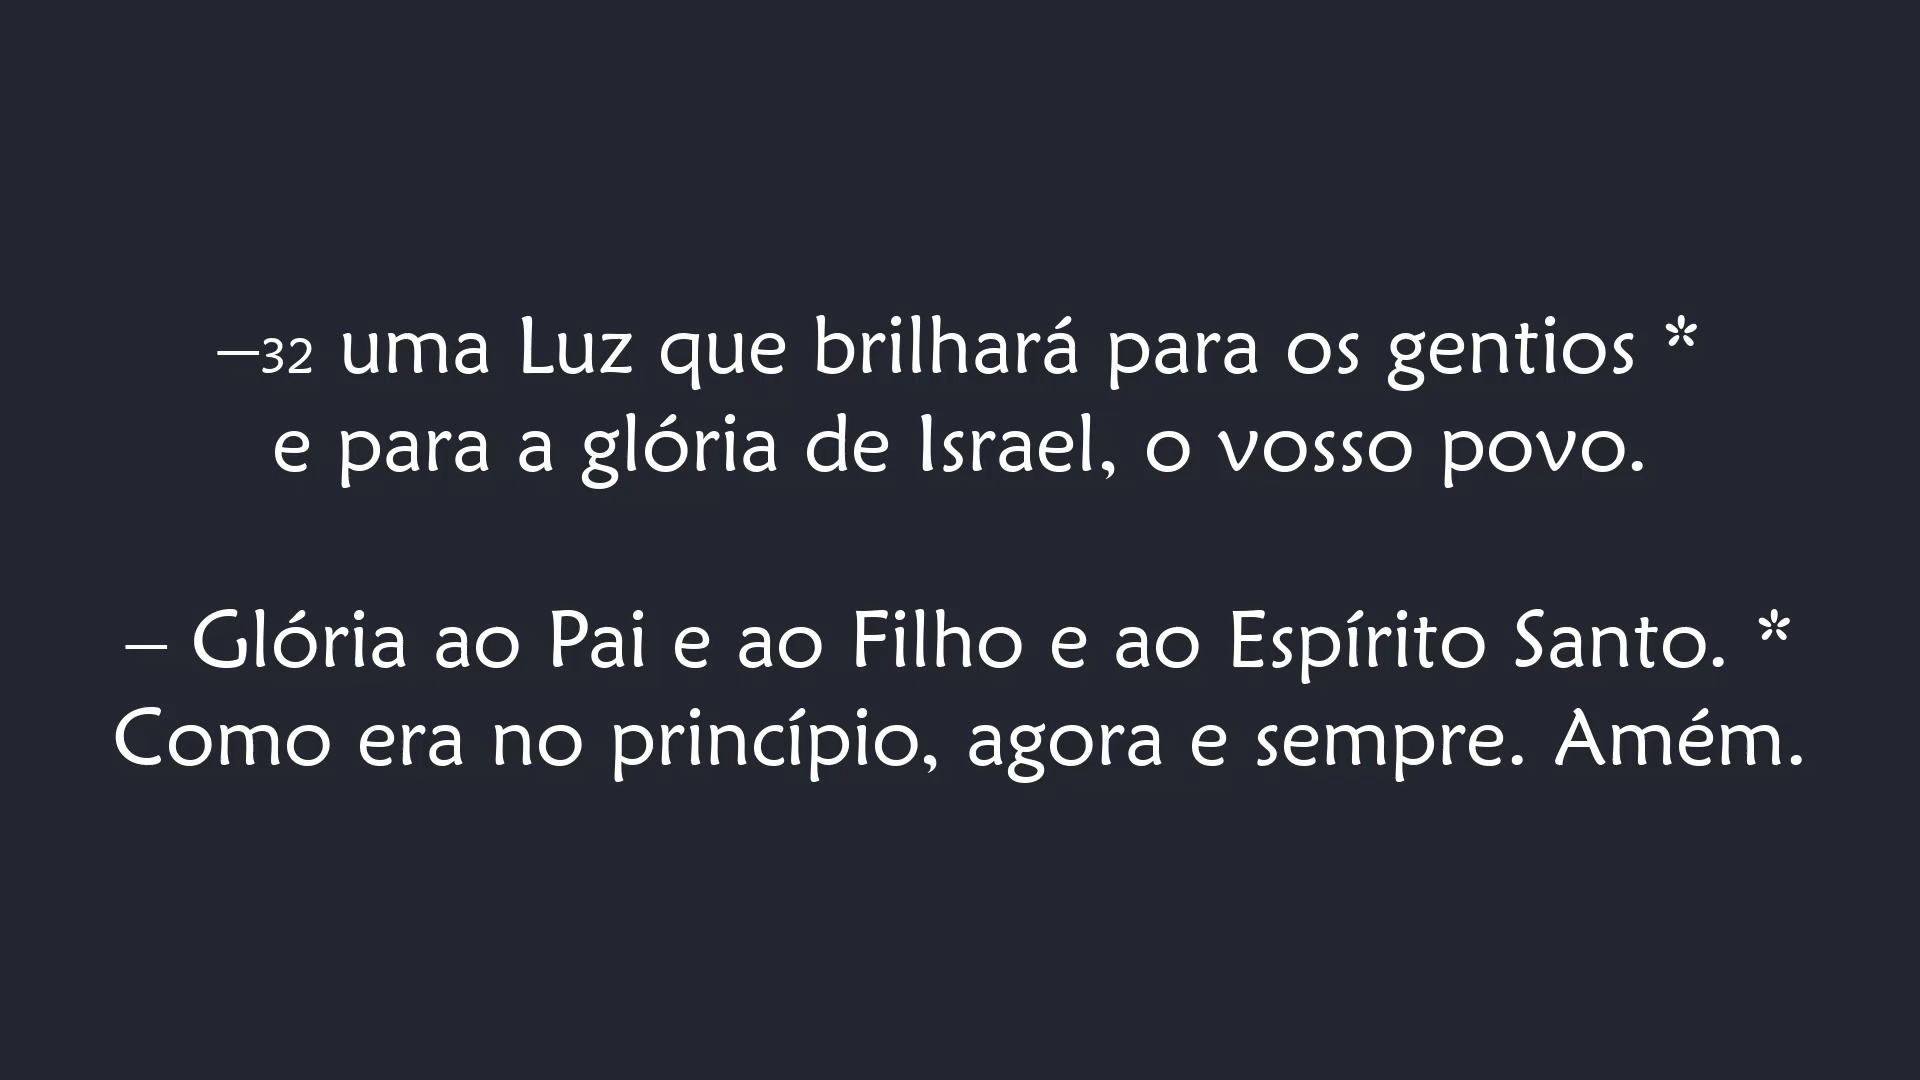 –32 uma Luz que brilhará para os gentios *
e para a glória de Israel, o vosso povo.
– Glória ao Pai e ao Filho e ao Espírito Santo. *
Como era no princípio, agora e sempre. Amém.